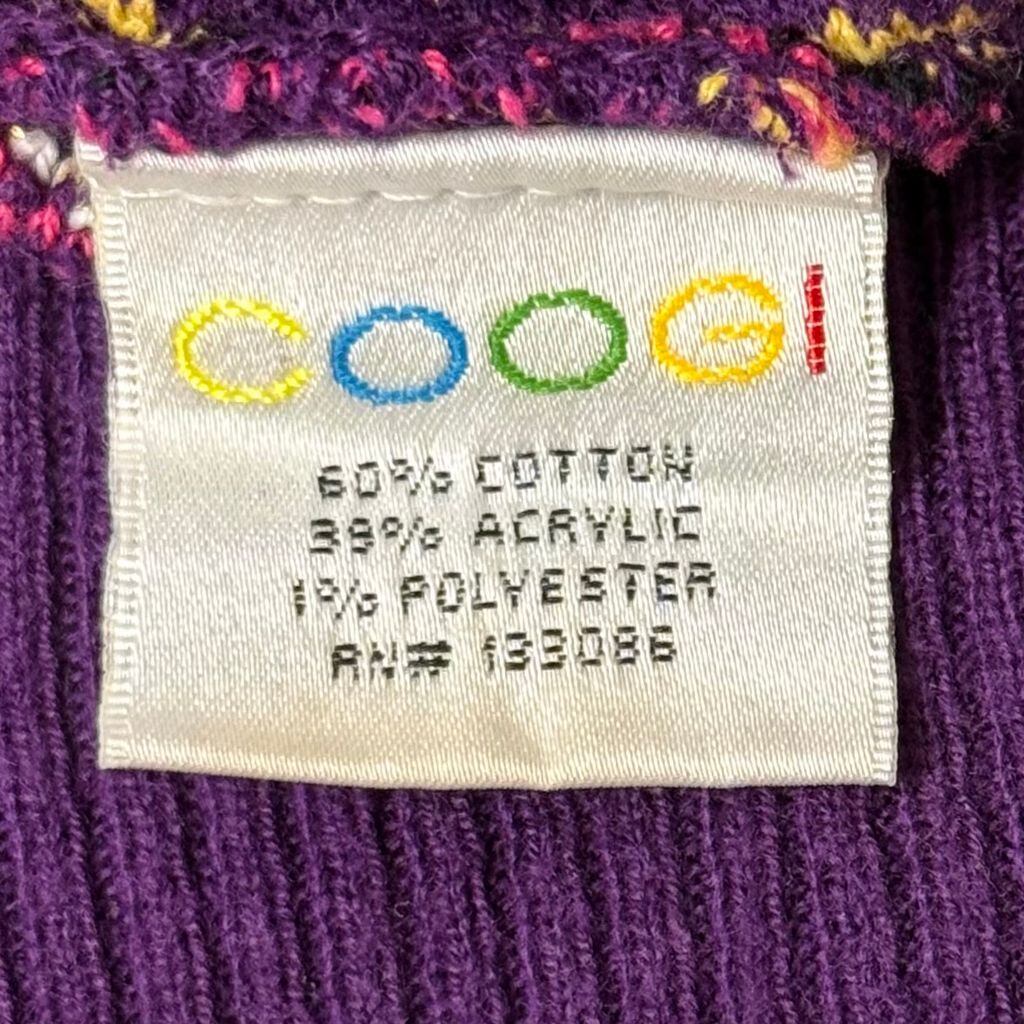 COOGI
60% COTTON
39% ACRYLIC
1% POLYESTER
RN# 133086